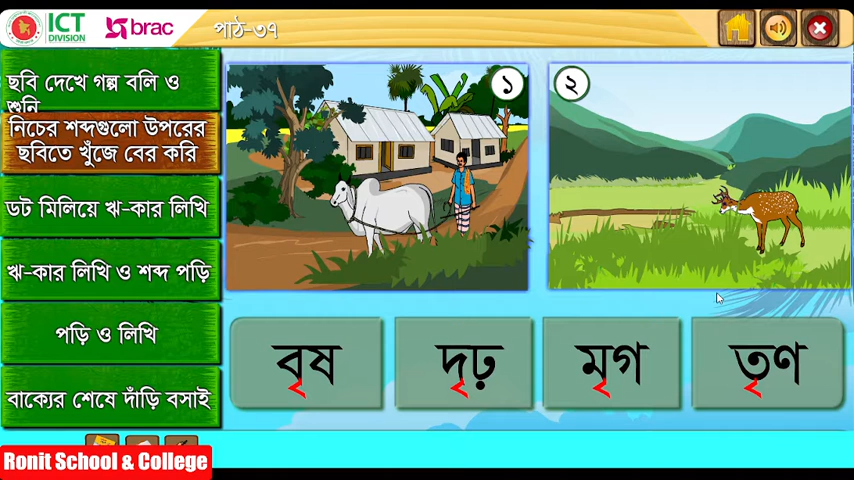 ICT
DIVISION
brac
পাঠ-৩৭
ছবি দেখে গল্প বলি ও
শুনি
নিচের শব্দগুলো উপরের
ছবিতে খুঁজে বের করি
ডট মিলিয়ে ঋ-কার লিখি
ঋ-কার লিখি ও শব্দ পড়ি
পড়ি ও লিখি
বাক্যের শেষে দাঁড়ি বসাই
১
২
বৃষ
দৃঢ়
মৃগ
তৃণ
Ronit School & College